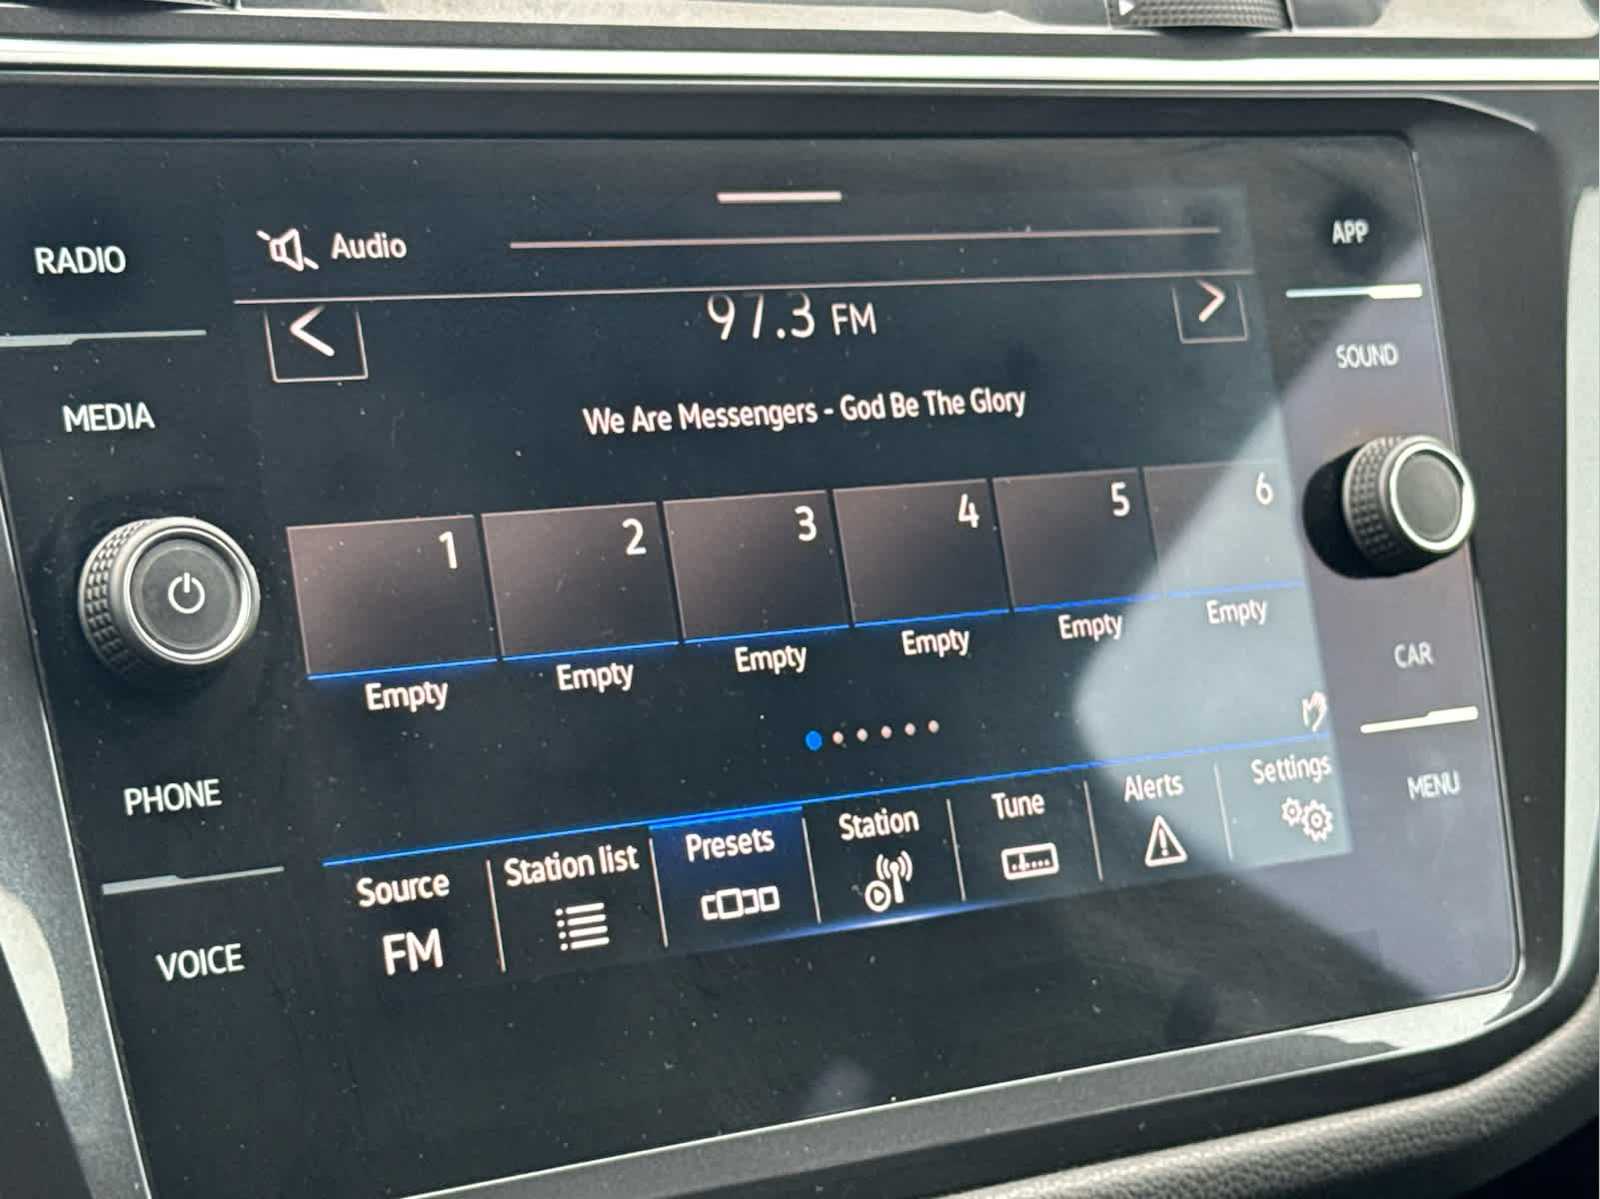 RADIO
MEDIA
PHONE
VOICE
Audio
97.3 FM
We Are Messengers - God Be The Glory
1 2 3 4 5 6
Empty Empty Empty Empty Empty Empty
Source Station list Presets Station Tune Alerts Settings
FM
APP
SOUND
CAR
MENU